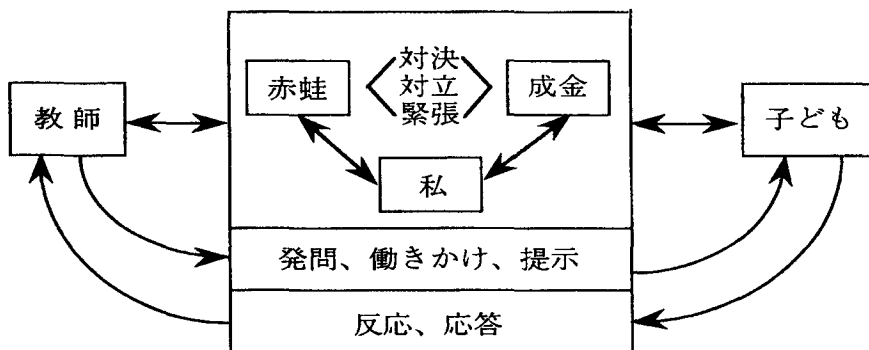 対決
赤蛙
対立
成金
緊張
教師
子ども
私
発問、働きかけ、提示
反応、応答